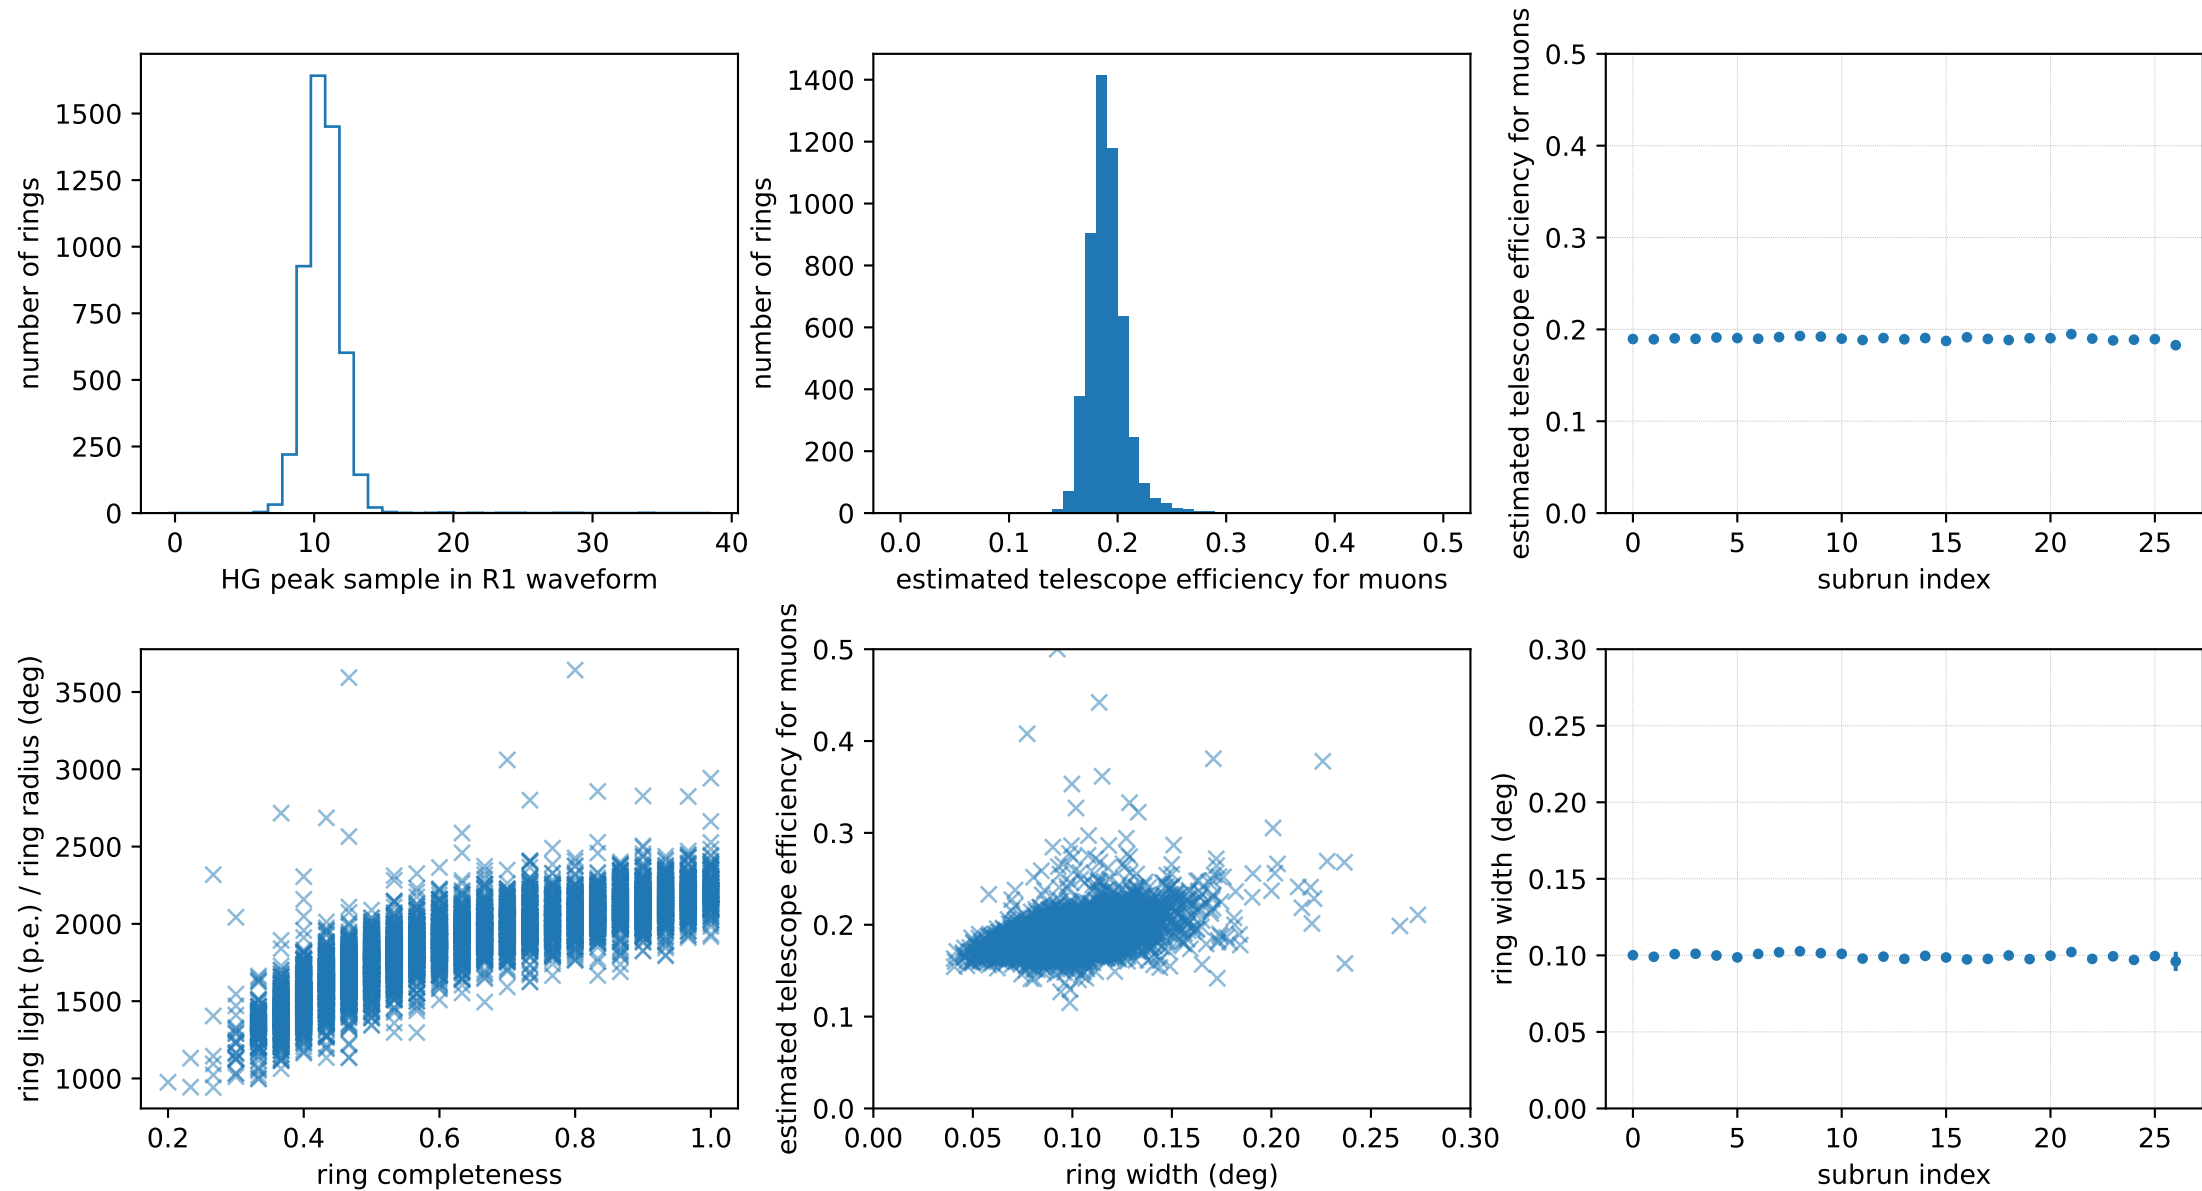 number of rings
1500
1250
1000
750
500
250
0
0 10 20 30 40
HG peak sample in R1 waveform
number of rings
1400
1200
1000
800
600
400
200
0
0.0 0.1 0.2 0.3 0.4 0.5
estimated telescope efficiency for muons
estimated telescope efficiency for muons
0.5
0.4
0.3
0.2
0.1
0.0
0 5 10 15 20 25
subrun index
ring light (p.e.) / ring radius (deg)
3500
3000
2500
2000
1500
1000
0.2 0.4 0.6 0.8 1.0
ring completeness
estimated telescope efficiency for muons
0.5
0.4
0.3
0.2
0.1
0.0
0.00 0.05 0.10 0.15 0.20 0.25 0.30
ring width (deg)
ring width (deg)
0.30
0.25
0.20
0.15
0.10
0.05
0.00
0 5 10 15 20 25
subrun index